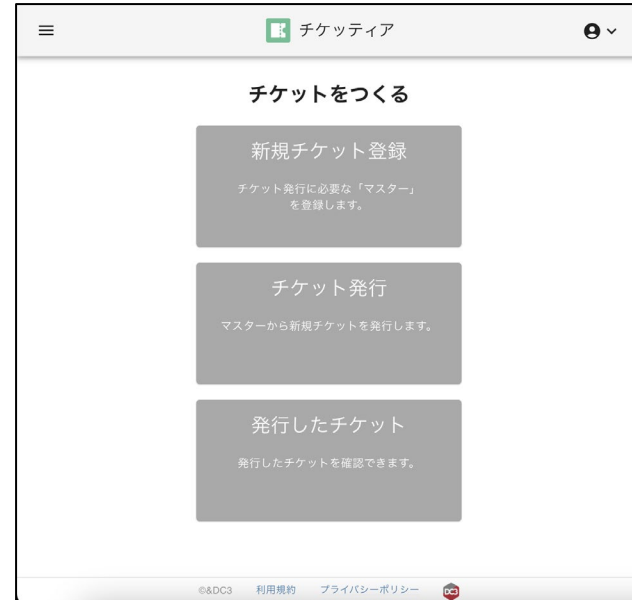 チケッティア
チケットをつくる
新規チケット登録
チケット発行に必要な「マスター」
を登録します。
チケット発行
マスターから新規チケットを発行します。
発行したチケット
発行したチケットを確認できます。
©&DC3 利用規約 プライバシーポリシー DC3